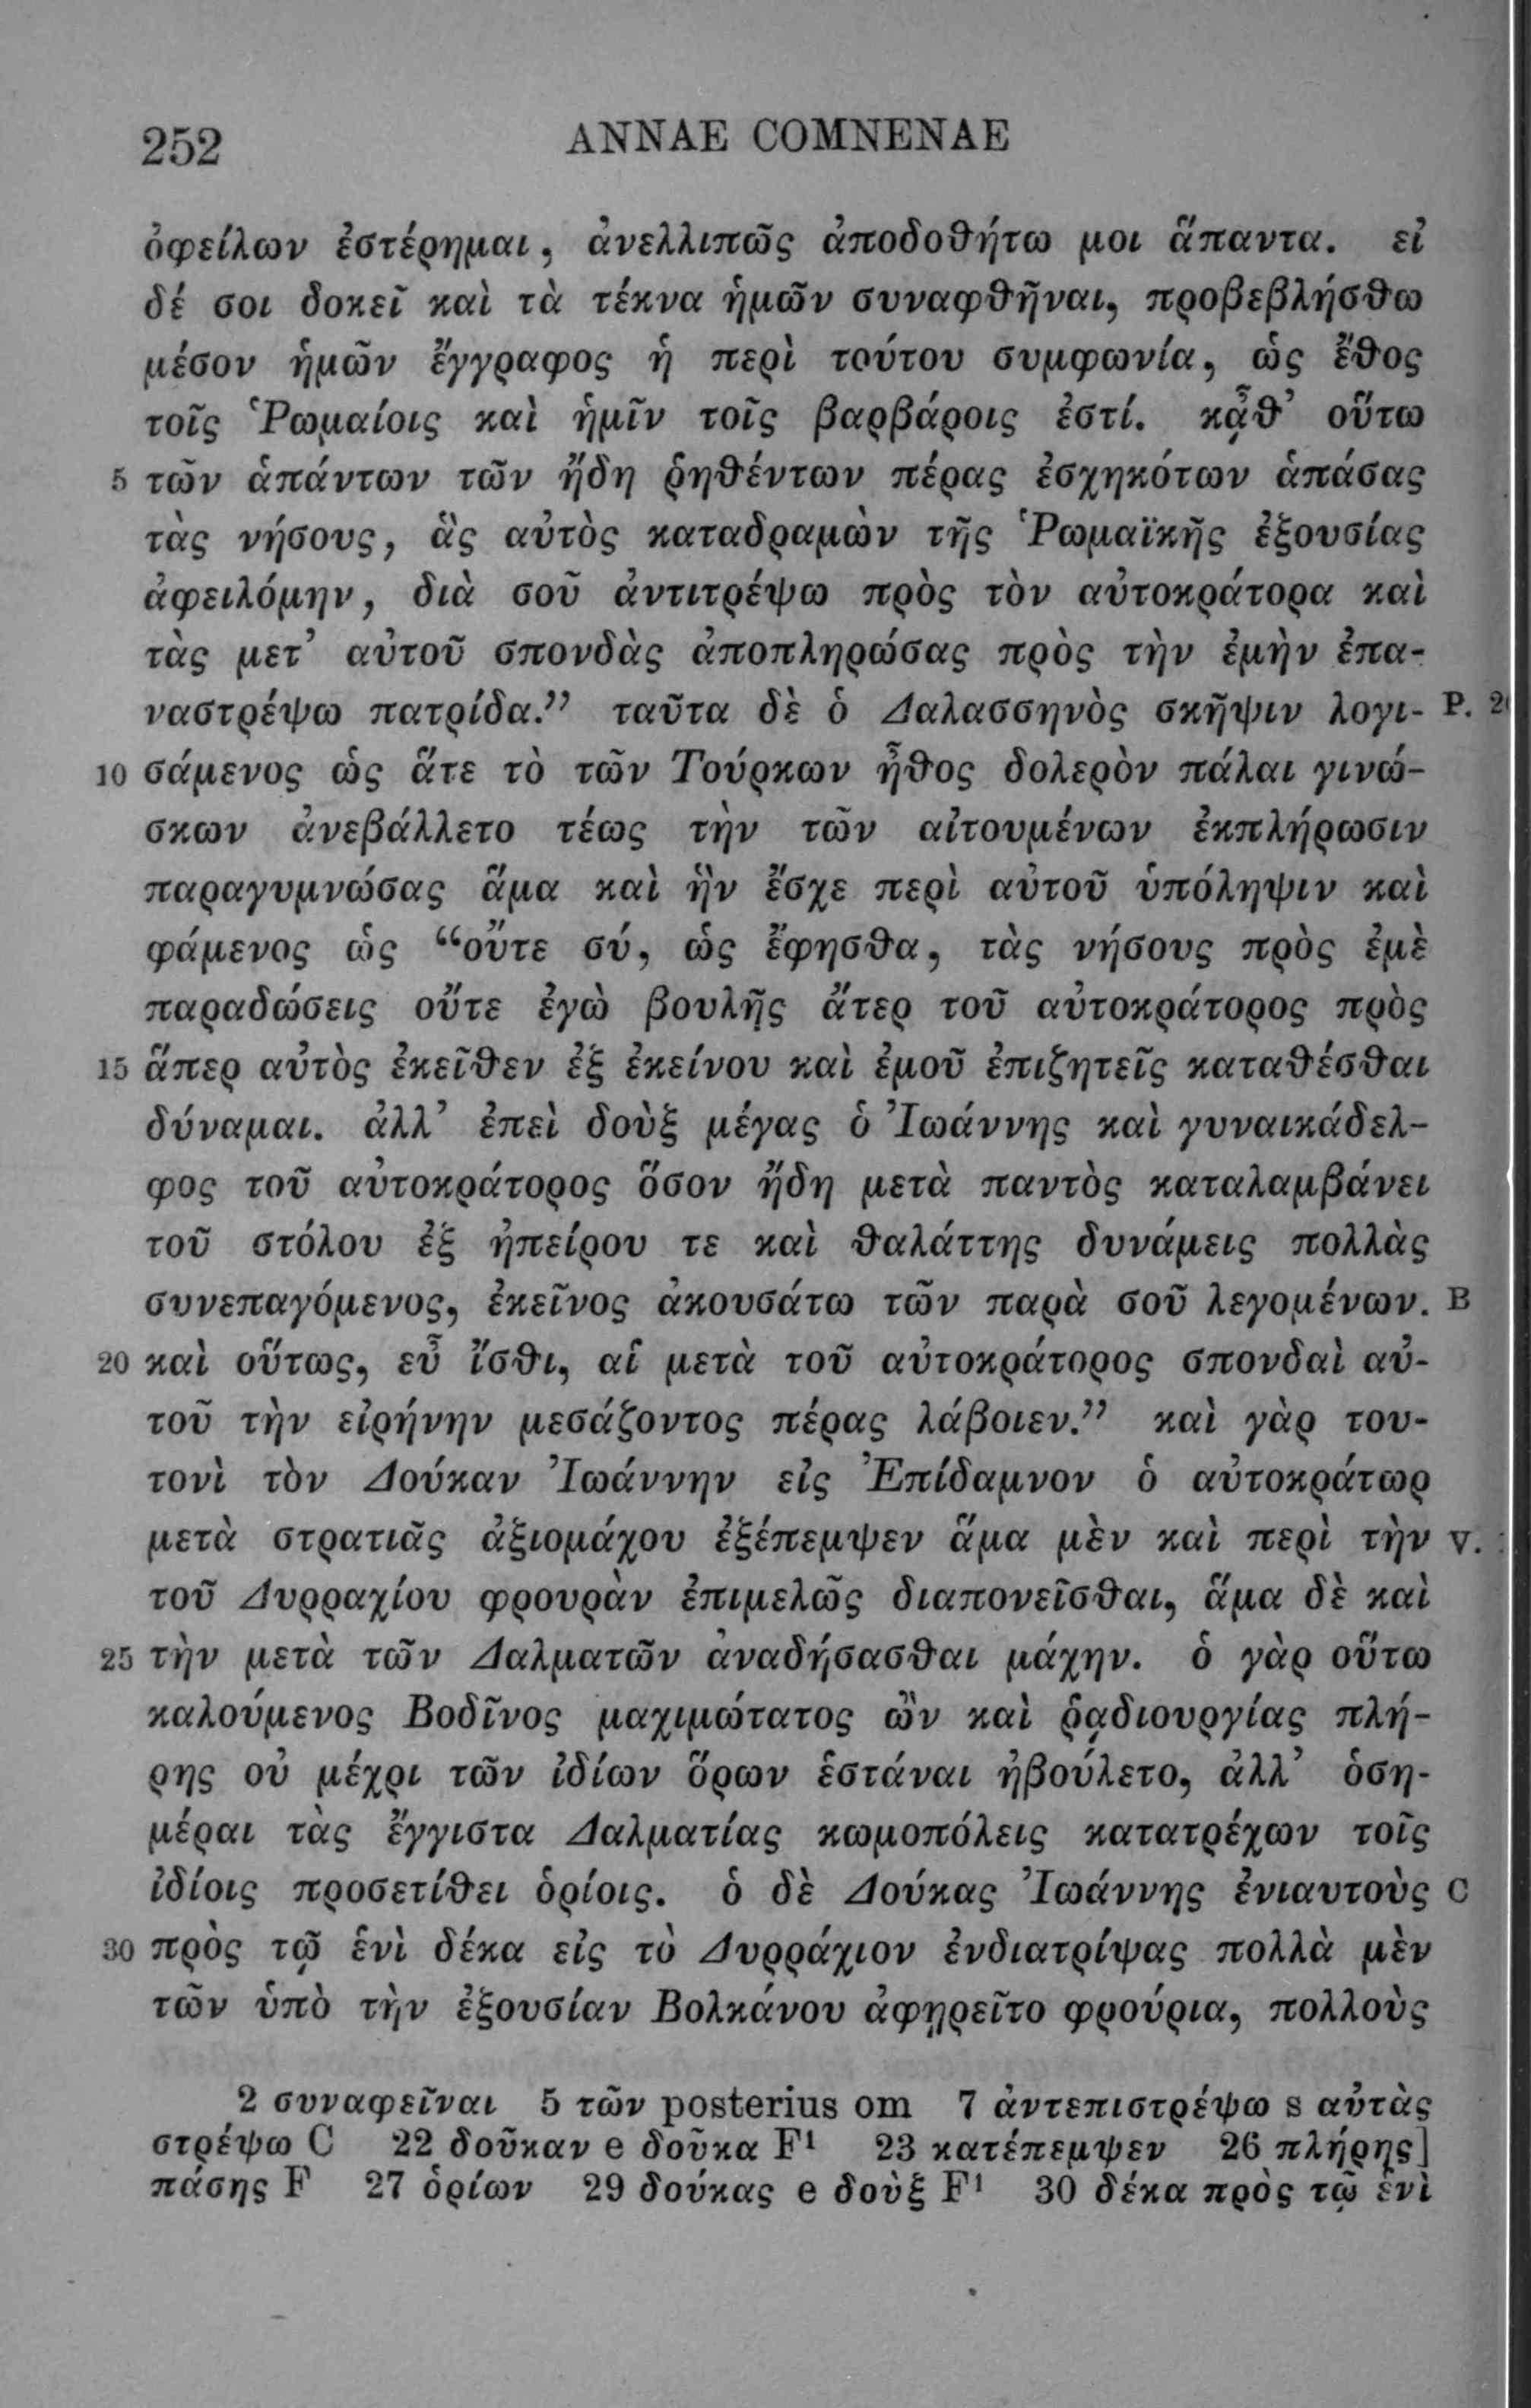 252 ANNAE COMNENAE
ὀφείλων ἐστέρημαι, ἀνελλιπῶς ἀποδοθήτω μοι ἅπαντα. εἰ
δέ σοι δοκεῖ καὶ τὰ τέκνα ἡμῶν συναφθῆναι, προβεβλήσθω
μέσον ἡμῶν ἔγγραφος ἡ περὶ τούτου συμφωνία, ὡς ἔθος
τοῖς Ῥωμαίοις καὶ ἡμῖν τοῖς βαρβάροις ἐστί. κᾆθ’ οὕτω
5 τῶν ἁπάντων τῶν ἤδη ῥηθέντων πέρας ἐσχηκότων ἁπάσας
τὰς νήσους, ἃς αὐτὸς καταδραμὼν τῆς Ῥωμαϊκῆς ἐξουσίας
ἀφειλόμην, διὰ σοῦ ἀντιτρέψω πρὸς τὸν αὐτοκράτορα καὶ
τὰς μετ’ αὐτοῦ σπονδὰς ἀποπληρώσας πρὸς τὴν ἐμὴν ἐπα-
ναστρέψω πατρίδα.” ταῦτα δὲ ὁ Δαλασσηνὸς σκῆψιν λογι- P.
10 σάμενος ὡς ἅτε τὸ τῶν Τούρκων ἦθος δολερὸν πάλαι γινώ-
σκων ἀνεβάλλετο τέως τὴν τῶν αἰτουμένων ἐκπλήρωσιν
παραγυμνώσας ἅμα καὶ ἣν ἔσχε περὶ αὐτοῦ ὑπόληψιν καὶ
φάμενος ὡς “οὔτε σύ, ὡς ἔφησθα, τὰς νήσους πρὸς ἐμὲ
παραδώσεις οὔτε ἐγὼ βουλῆς ἄτερ τοῦ αὐτοκράτορος πρὸς
15 ἅπερ αὐτὸς ἐκεῖθεν ἐξ ἐκείνου καὶ ἐμοῦ ἐπιζητεῖς καταθέσθαι
δύναμαι. ἀλλ’ ἐπεὶ δοὺξ μέγας ὁ Ἰωάννης καὶ γυναικάδελ-
φος τοῦ αὐτοκράτορος ὅσον ἤδη μετὰ παντὸς καταλαμβάνει
τοῦ στόλου ἐξ ἠπείρου τε καὶ θαλάττης δυνάμεις πολλὰς
συνεπαγόμενος, ἐκεῖνος ἀκουσάτω τῶν παρὰ σοῦ λεγομένων. B
20 καὶ οὕτως, εὖ ἴσθι, αἱ μετὰ τοῦ αὐτοκράτορος σπονδαὶ αὐ-
τοῦ τὴν εἰρήνην μεσάζοντος πέρας λάβοιεν.” καὶ γὰρ του-
τονὶ τὸν Δούκαν Ἰωάννην εἰς Ἐπίδαμνον ὁ αὐτοκράτωρ
μετὰ στρατιᾶς ἀξιομάχου ἐξέπεμψεν ἅμα μὲν καὶ περὶ τὴν V.
τοῦ Δυρραχίου φρουρὰν ἐπιμελῶς διαπονεῖσθαι, ἅμα δὲ καὶ
25 τὴν μετὰ τῶν Δαλματῶν ἀναδήσασθαι μάχην. ὁ γὰρ οὕτω
καλούμενος Βοδῖνος μαχιμώτατος ὢν καὶ ῥᾳδιουργίας πλή-
ρης οὐ μέχρι τῶν ἰδίων ὅρων ἑστάναι ἠβούλετο, ἀλλ’ ὁση-
μέραι τὰς ἔγγιστα Δαλματίας κωμοπόλεις κατατρέχων τοῖς
ἰδίοις προσετίθει ὁρίοις. ὁ δὲ Δούκας Ἰωάννης ἐνιαυτοὺς C
30 πρὸς τῷ ἑνὶ δέκα εἰς τὸ Δυρράχιον ἐνδιατρίψας πολλὰ μὲν
τῶν ὑπὸ τὴν ἐξουσίαν Βολκάνου ἀφῃρεῖτο φρούρια, πολλοὺς
2 συναφεῖναι 5 τῶν posterius om 7 ἀντεπιστρέψω s αὐτὰς
στρέψω C 22 δοῦκαν e δοῦκα F¹ 23 κατέπεμψεν 26 πλήρης]
πάσης F 27 ὁρίων 29 δούκας e δοὺξ F¹ 30 δέκα πρὸς τῷ ἑνὶ